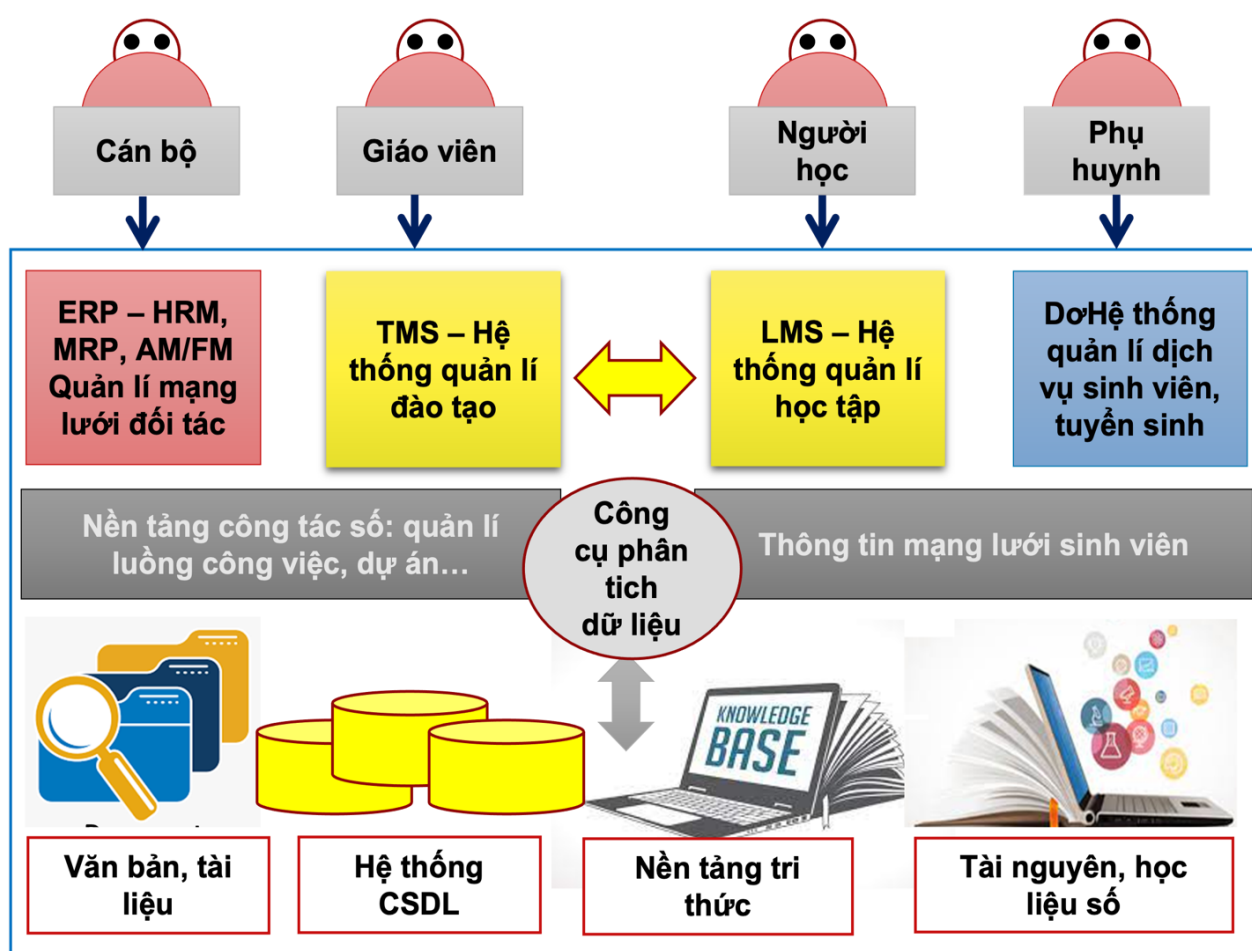 Cán bộ
Giáo viên
Người
học
Phụ
huynh
ERP – HRM,
MRP, AM/FM
Quản lí mạng
lưới đối tác
TMS – Hệ
thống quản lí
đào tạo
LMS – Hệ
thống quản lí
học tập
DơHệ thống
quản lí dịch
vụ sinh viên,
tuyển sinh
Nền tảng công tác số: quản lí
luồng công việc, dự án...
Công
cụ phân
tich
dữ liệu
Thông tin mạng lưới sinh viên
KNOWLEDGE
BASE
Văn bản, tài
liệu
Hệ thống
CSDL
Nền tảng tri
thức
Tài nguyên, học
liệu số